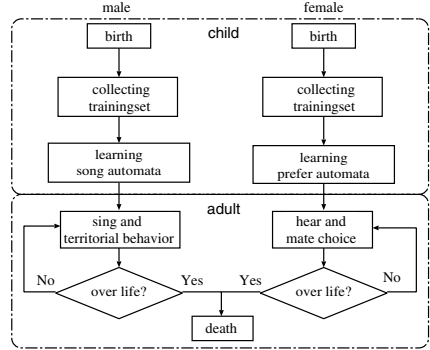 male
female
birth
child
birth
collecting
trainingset
collecting
trainingset
learning
song automata
learning
prefer automata
adult
sing and
territorial behavior
hear and
mate choice
No
over life?
Yes
Yes
over life?
No
death